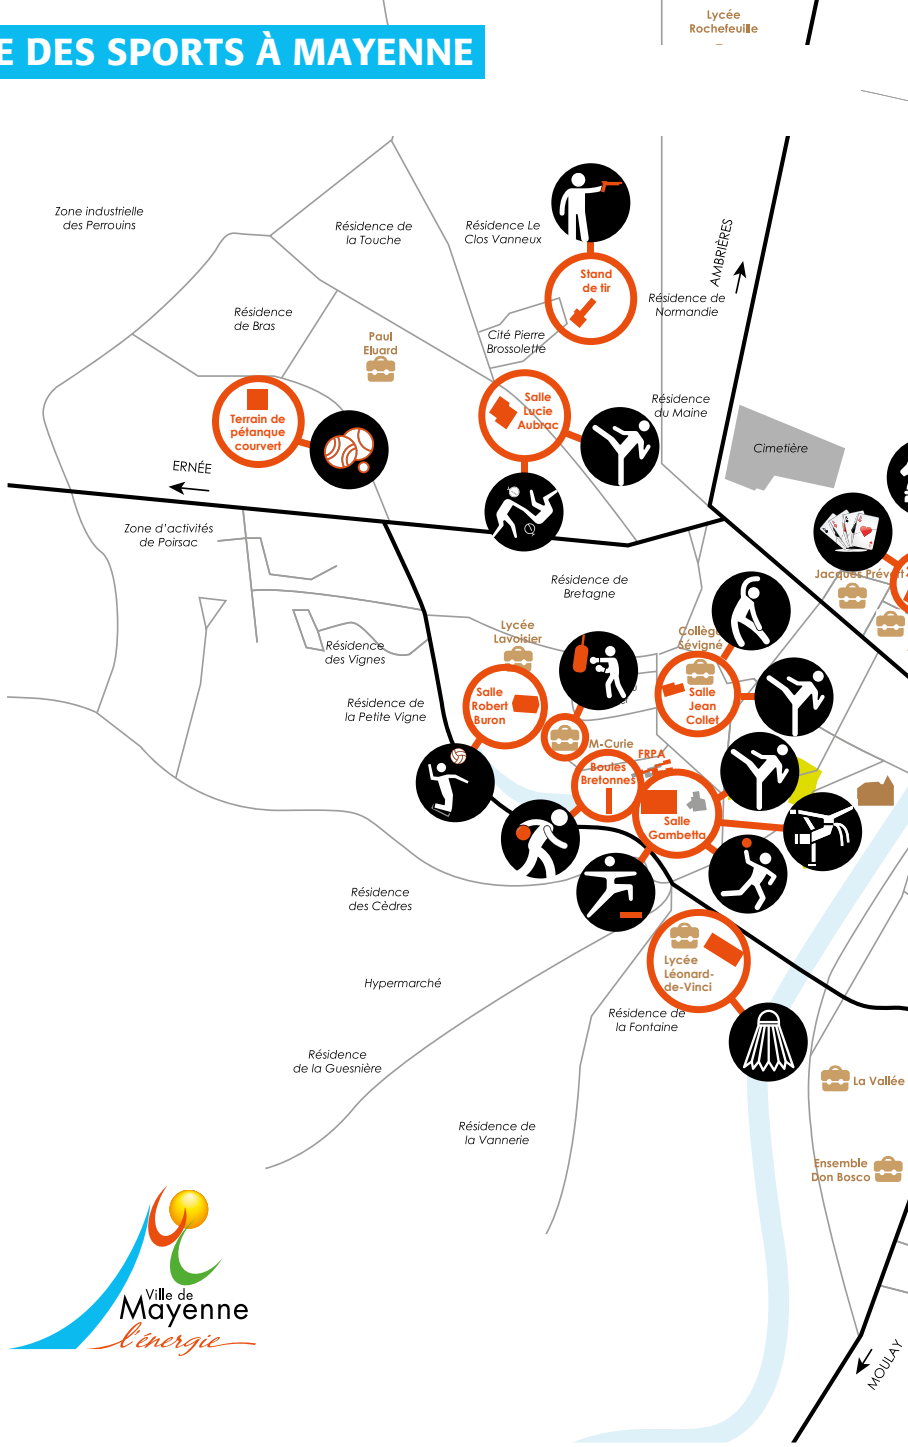 Lycée
Rochefeuille
E DES SPORTS À MAYENNE
Zone industrielle
des Perrouins
Résidence de
la Touche
Résidence Le
Clos Vanneux
AMBRIÈRES
Stand
de tir
Résidence de
Normandie
Résidence
de Bras
Paul
Eluard
Cité Pierre
Brossolette
Salle
Lucie
Aubrac
Résidence
du Maine
Terrain de
pétanque
couvert
Cimetière
ERNÉE
Zone d'activités
de Poirsac
Résidence de
Bretagne
Jacques Prévert
Lycée
Lavoisier
Collège
Sévigné
Résidence
des Vignes
Salle
Robert
Buron
Salle
Jean
Collet
Résidence de
la Petite Vigne
M-Curie
FRPA
Boules
Bretonnes
Salle
Gambetta
Résidence
des Cèdres
Lycée
Léonard-
de-Vinci
Hypermarché
Résidence de
la Fontaine
Résidence
de la Guesnière
La Vallée
Résidence de
la Vannerie
Ensemble
Don Bosco
Ville de
Mayenne
l'énergie
MOULAY